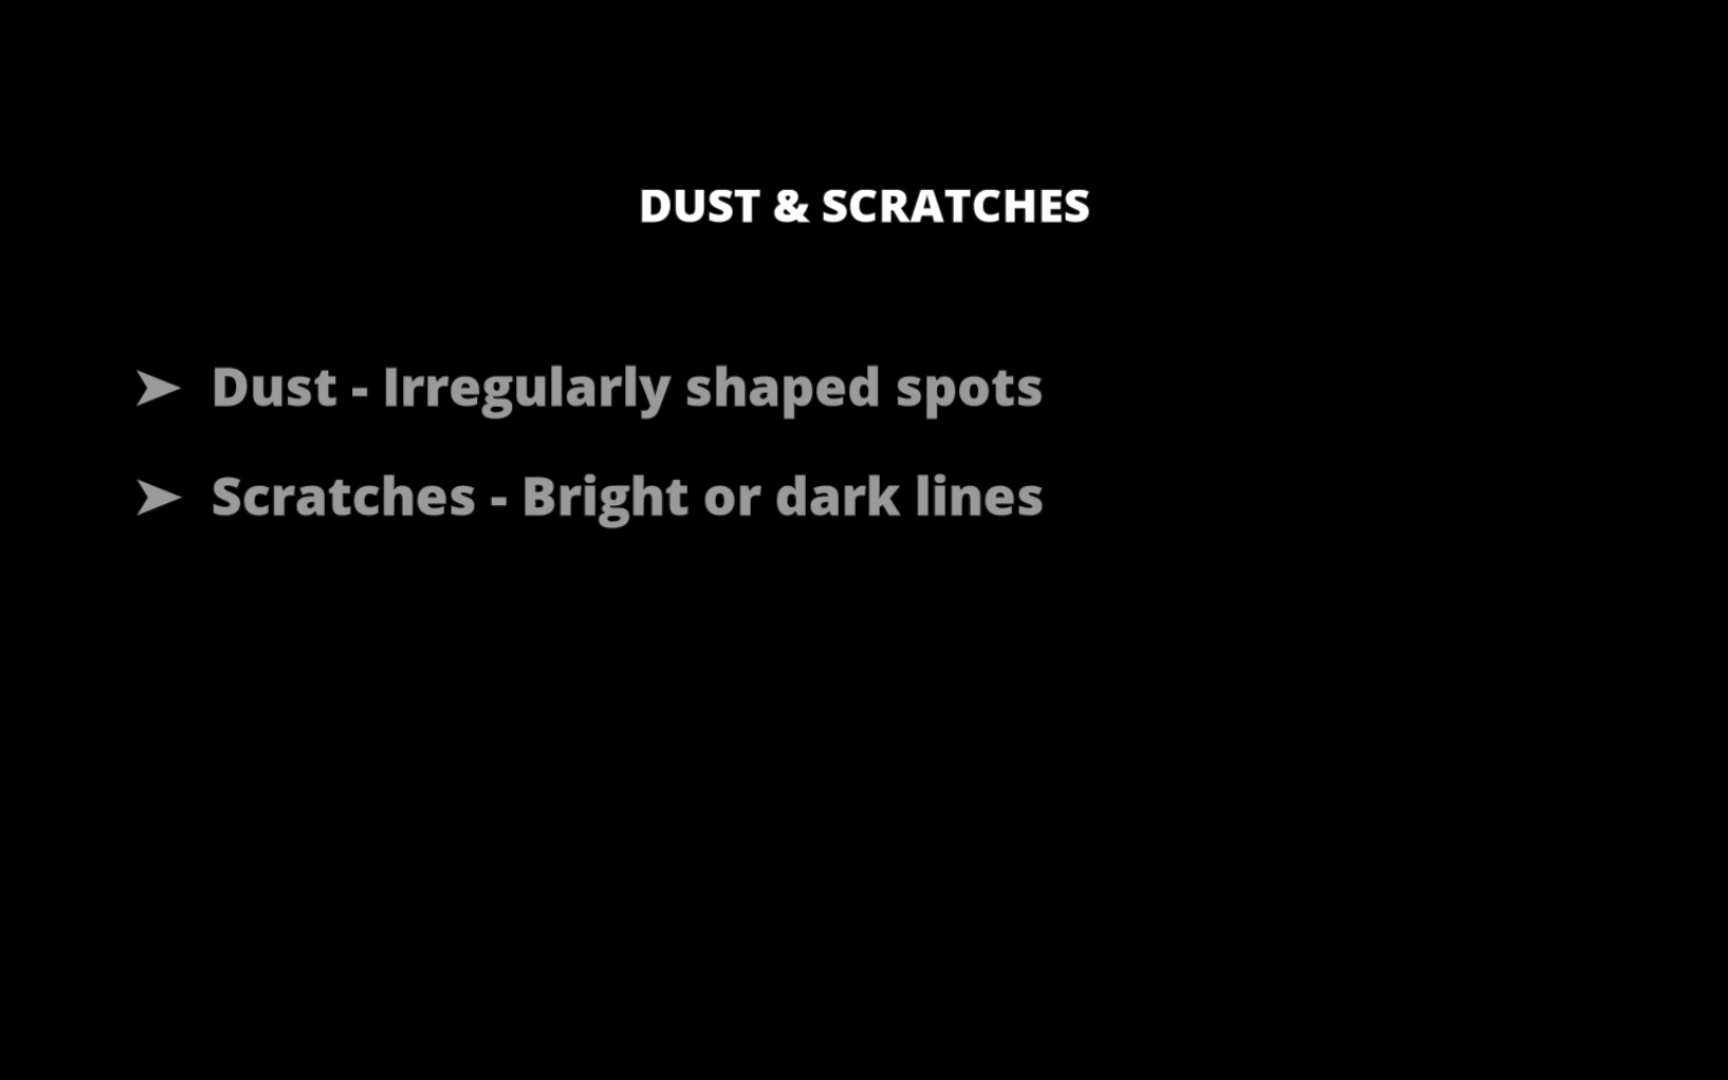 DUST & SCRATCHES
➤ Dust - Irregularly shaped spots
➤ Scratches - Bright or dark lines